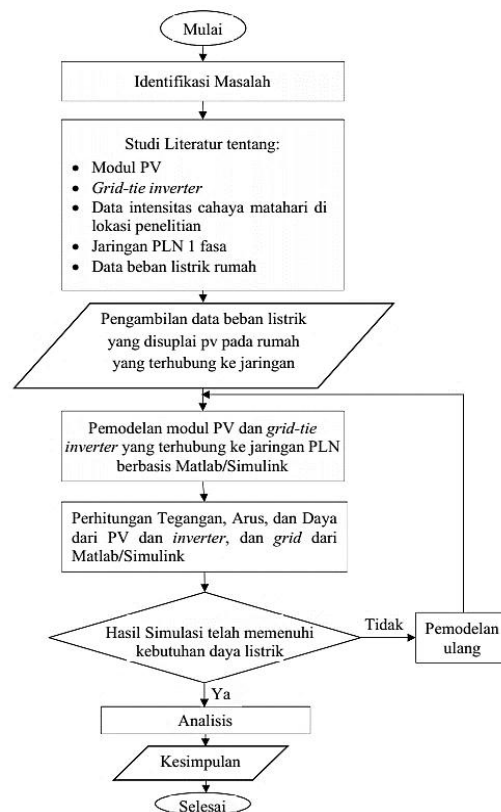 Mulai
Identifikasi Masalah
Studi Literatur tentang:
• Modul PV
• Grid-tie inverter
• Data intensitas cahaya matahari di
lokasi penelitian
• Jaringan PLN 1 fasa
• Data beban listrik rumah
Pengambilan data beban listrik
yang disuplai pv pada rumah
yang terhubung ke jaringan
Pemodelan modul PV dan grid-tie
inverter yang terhubung ke jaringan PLN
berbasis Matlab/Simulink
Perhitungan Tegangan, Arus, dan Daya
dari PV dan inverter, dan grid dari
Matlab/Simulink
Hasil Simulasi telah memenuhi
kebutuhan daya listrik
Tidak
Pemodelan
ulang
Ya
Analisis
Kesimpulan
Selesai